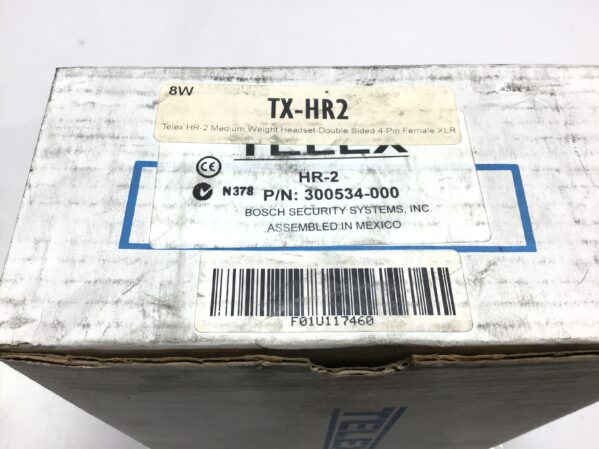 8W
TX-HR2
Telex HR-2 Medium Weight Headset-Double Sided 4-Pin Female XLR
TELEX
HR-2
N378 P/N: 300534-000
BOSCH SECURITY SYSTEMS, INC.
ASSEMBLED IN MEXICO
F01U117460
TELE